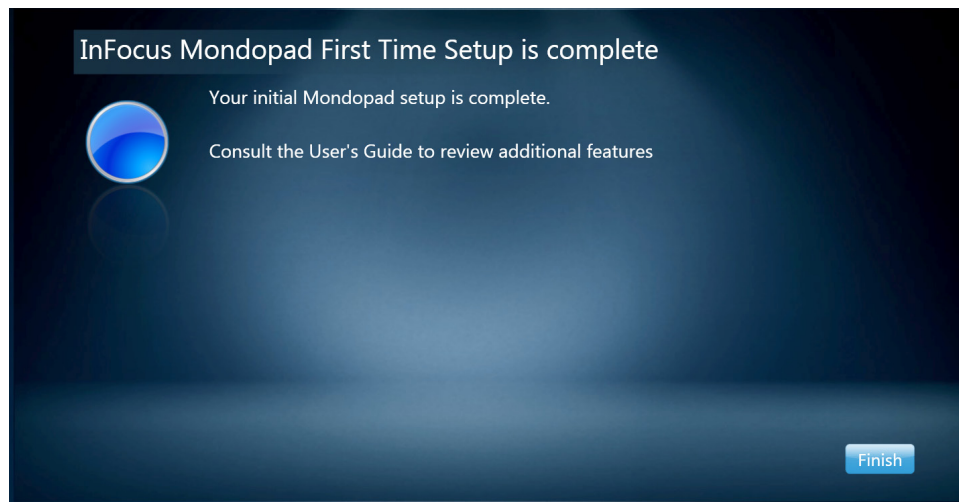 InFocus Mondopad First Time Setup is complete
Your initial Mondopad setup is complete.
Consult the User's Guide to review additional features
Finish